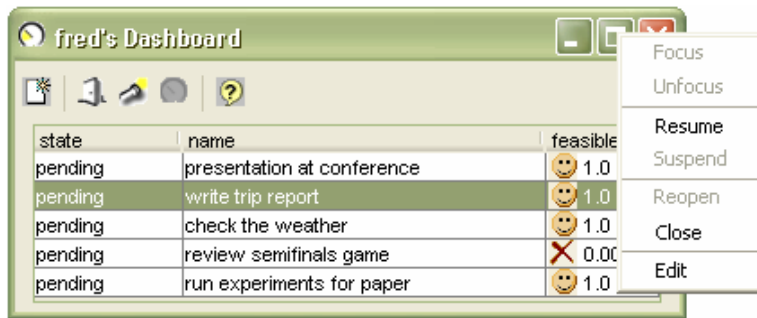 fred's Dashboard
state name feasible
pending presentation at conference 1.0
pending write trip report 1.0
pending check the weather 1.0
pending review semifinals game 0.00
pending run experiments for paper 1.0
Focus
Unfocus
Resume
Suspend
Reopen
Close
Edit